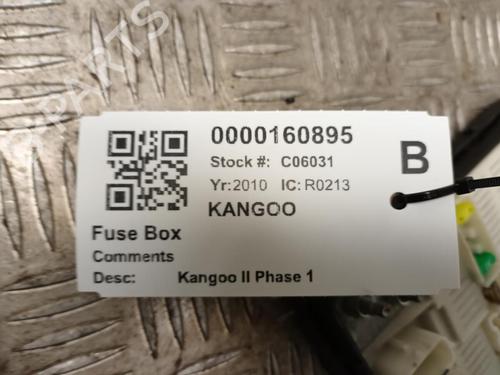 0000160895
Stock #: C06031
B
Yr:2010 IC:R0213
KANGOO
Fuse Box
Comments
Desc: Kangoo II Phase 1